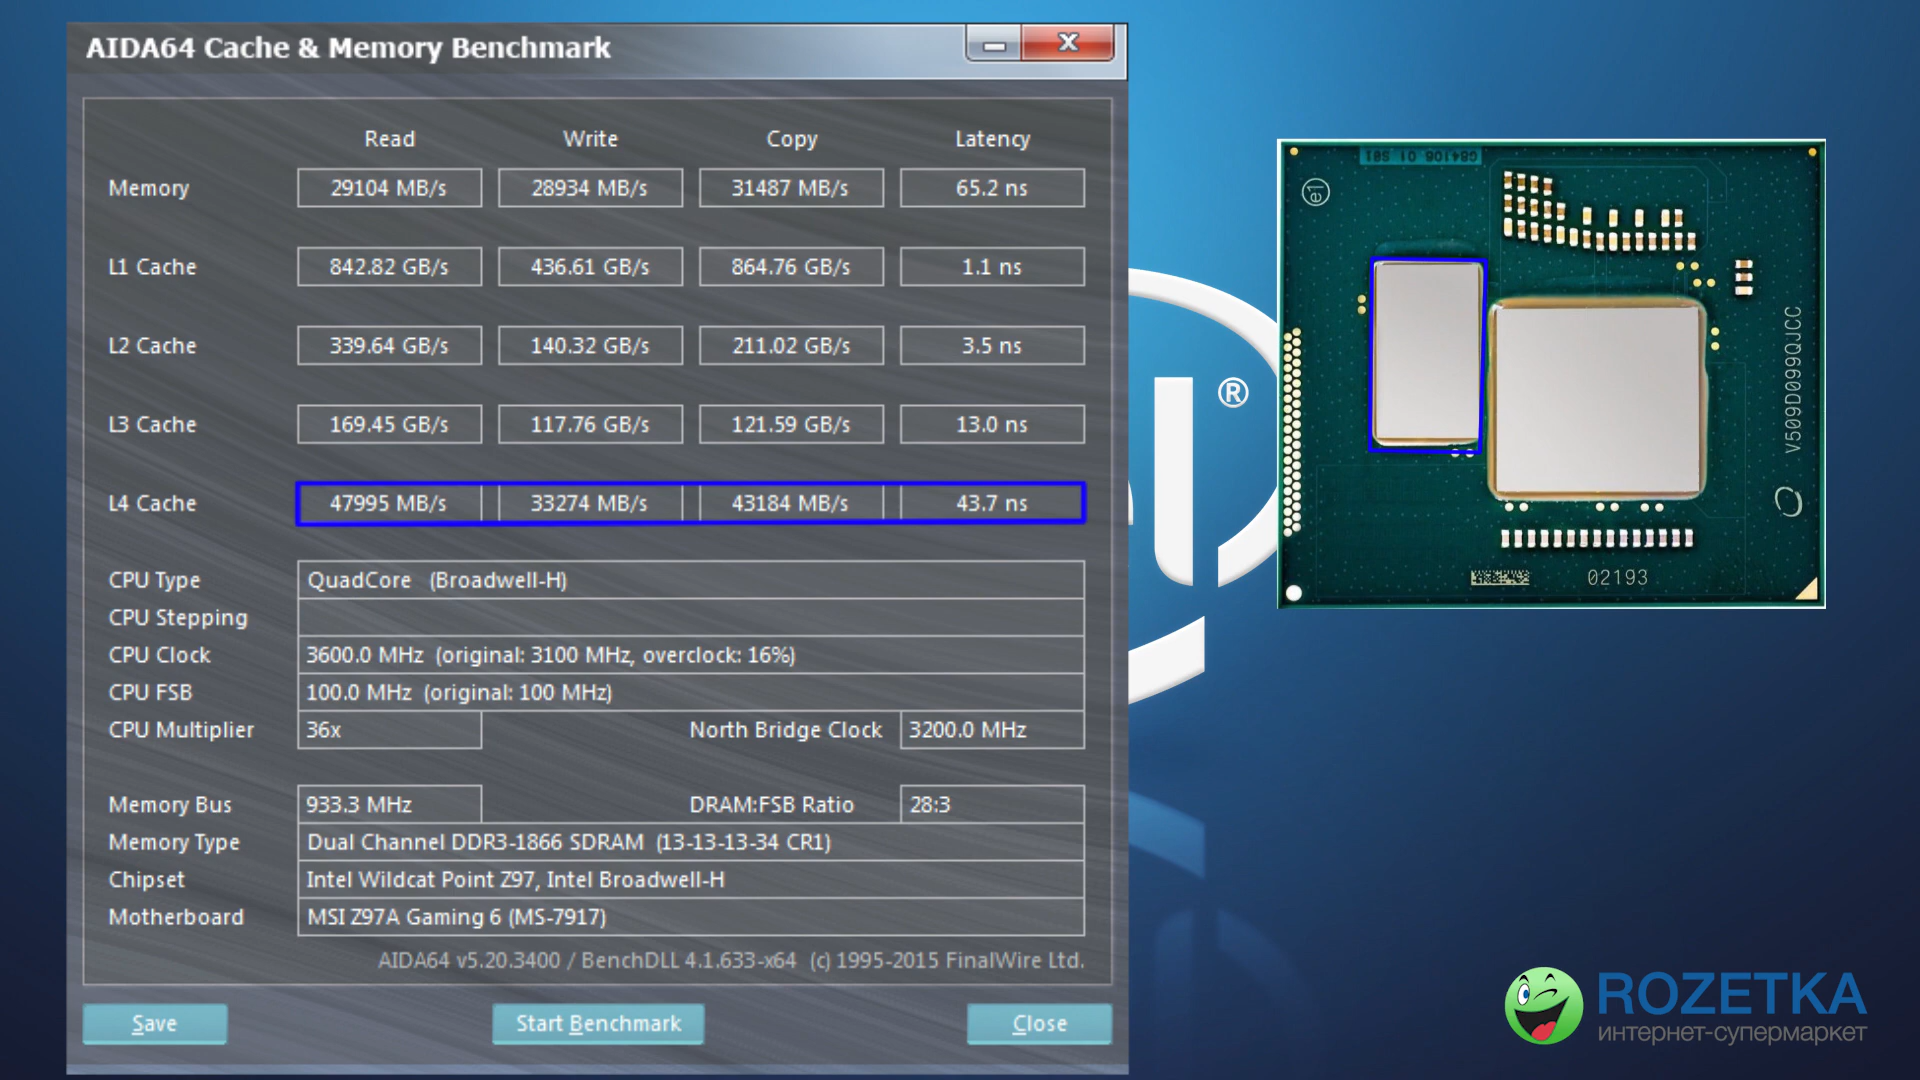 AIDA64 Cache & Memory Benchmark
Read Write Copy Latency
Memory 29104 MB/s 28934 MB/s 31487 MB/s 65.2 ns
L1 Cache 842.82 GB/s 436.61 GB/s 864.76 GB/s 1.1 ns
L2 Cache 339.64 GB/s 140.32 GB/s 211.02 GB/s 3.5 ns
L3 Cache 169.45 GB/s 117.76 GB/s 121.59 GB/s 13.0 ns
L4 Cache 47995 MB/s 33274 MB/s 43184 MB/s 43.7 ns
CPU Type QuadCore (Broadwell-H)
CPU Stepping
CPU Clock 3600.0 MHz (original: 3100 MHz, overclock: 16%)
CPU FSB 100.0 MHz (original: 100 MHz)
CPU Multiplier 36x North Bridge Clock 3200.0 MHz
Memory Bus 933.3 MHz DRAM:FSB Ratio 28:3
Memory Type Dual Channel DDR3-1866 SDRAM (13-13-13-34 CR1)
Chipset Intel Wildcat Point Z97, Intel Broadwell-H
Motherboard MSI Z97A Gaming 6 (MS-7917)
AIDA64 v5.20.3400 / BenchDLL 4.1.633-x64 (c) 1995-2015 FinalWire Ltd.
Save Start Benchmark Close
®
e1
V509D099QJCC
02193
ROZETKA
интернет-супермаркет